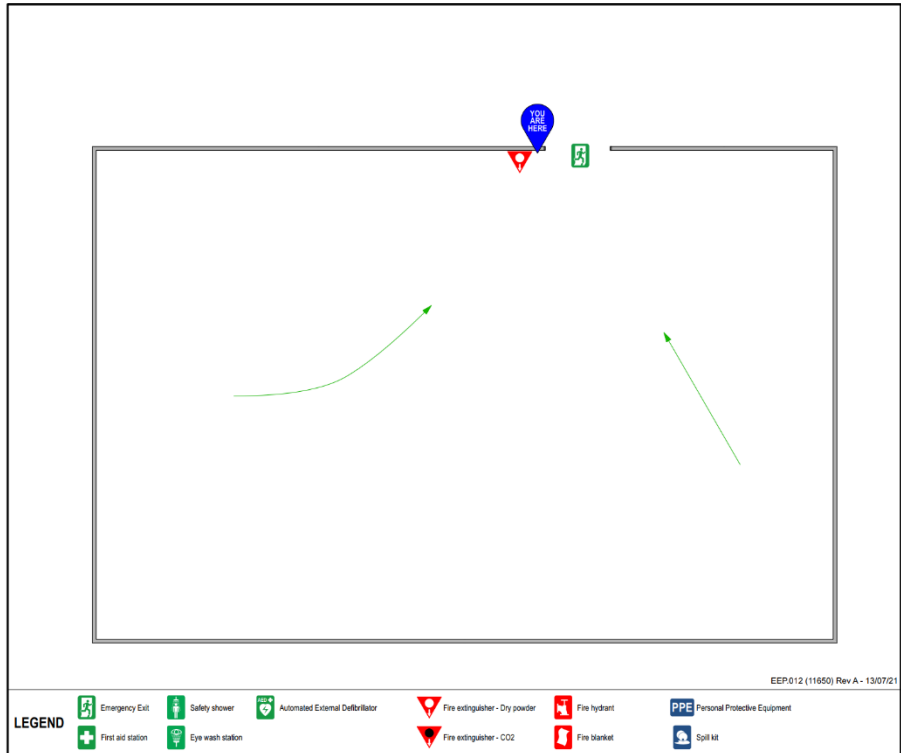 YOU
ARE
HERE
EEP.012 (11650) Rev A - 13/07/21
LEGEND
Emergency Exit
Safety shower
AED
Automated External Defibrillator
Fire extinguisher - Dry powder
Fire hydrant
PPE
Personal Protective Equipment
First aid station
Eye wash station
Fire extinguisher - CO2
Fire blanket
Spill kit